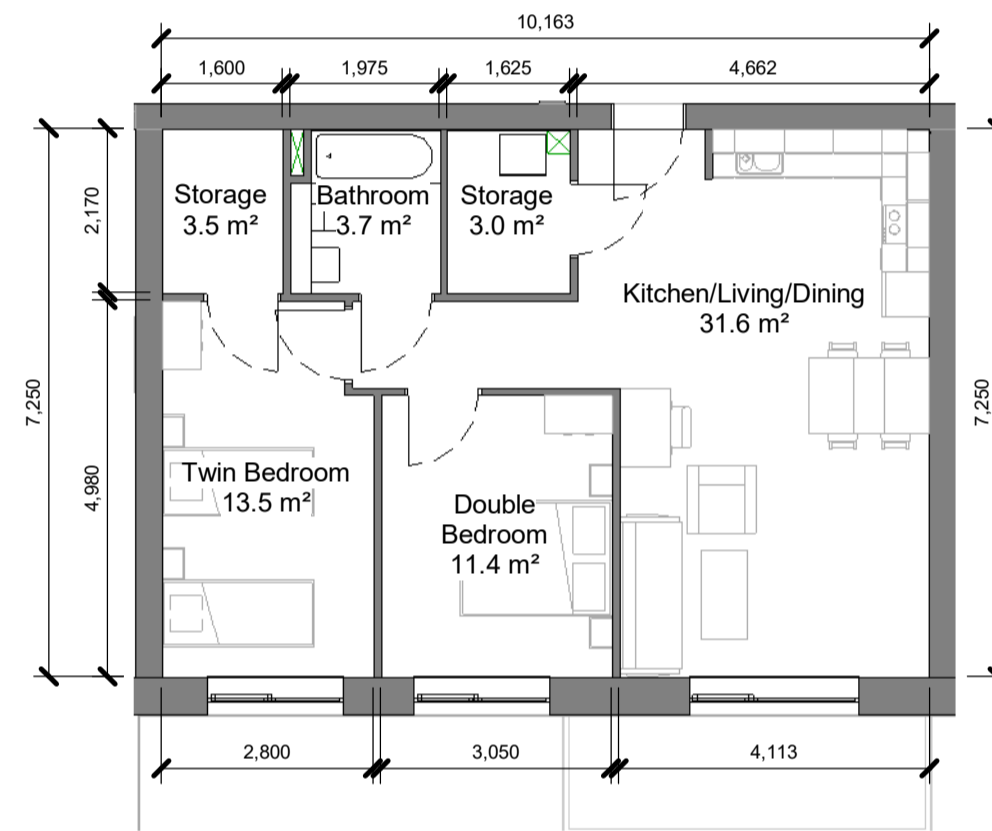 10,163
1,600
1,975
1,625
4,662
Storage
3.5 m²
Bathroom
3.7 m²
Storage
3.0 m²
2,170
Kitchen/Living/Dining
31.6 m²
7,250
7,250
4,980
Twin Bedroom
13.5 m²
Double
Bedroom
11.4 m²
2,800
3,050
4,113